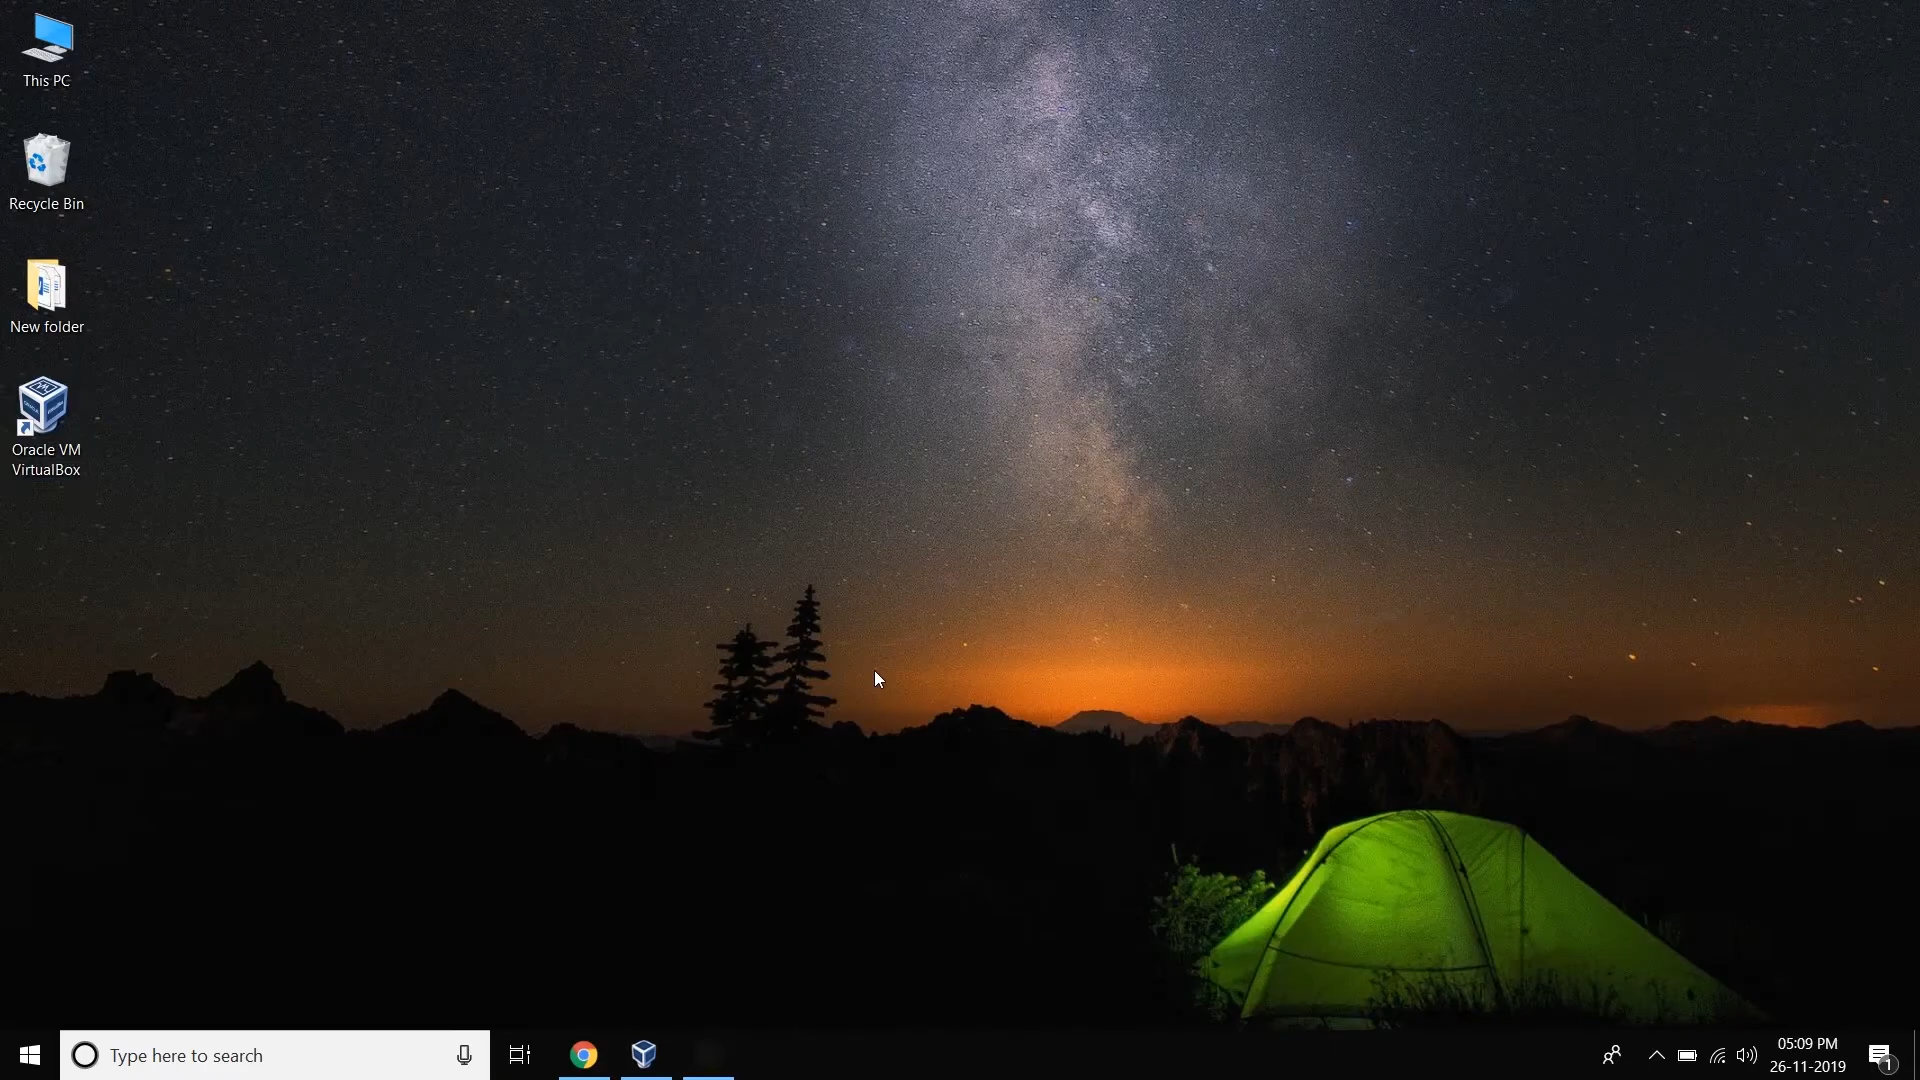 This PC
Recycle Bin
New folder
Oracle VM
VirtualBox
Type here to search
05:09 PM
26-11-2019
1